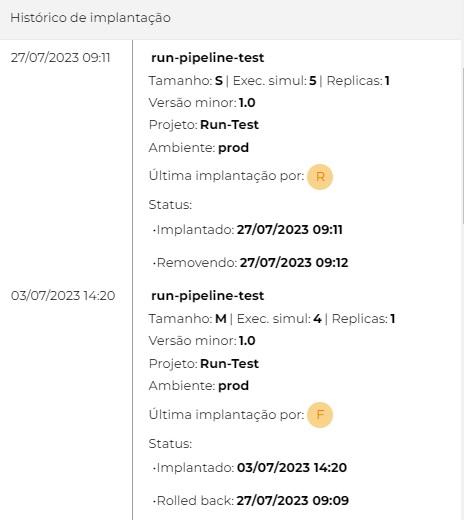 Histórico de implantação
27/07/2023 09:11
run-pipeline-test
Tamanho: S | Exec. simul: 5 | Replicas: 1
Versão minor: 1.0
Projeto: Run-Test
Ambiente: prod
Última implantação por: R
Status:
·Implantado: 27/07/2023 09:11
·Removendo: 27/07/2023 09:12
03/07/2023 14:20
run-pipeline-test
Tamanho: M | Exec. simul: 4 | Replicas: 1
Versão minor: 1.0
Projeto: Run-Test
Ambiente: prod
Última implantação por: F
Status:
·Implantado: 03/07/2023 14:20
·Rolled back: 27/07/2023 09:09